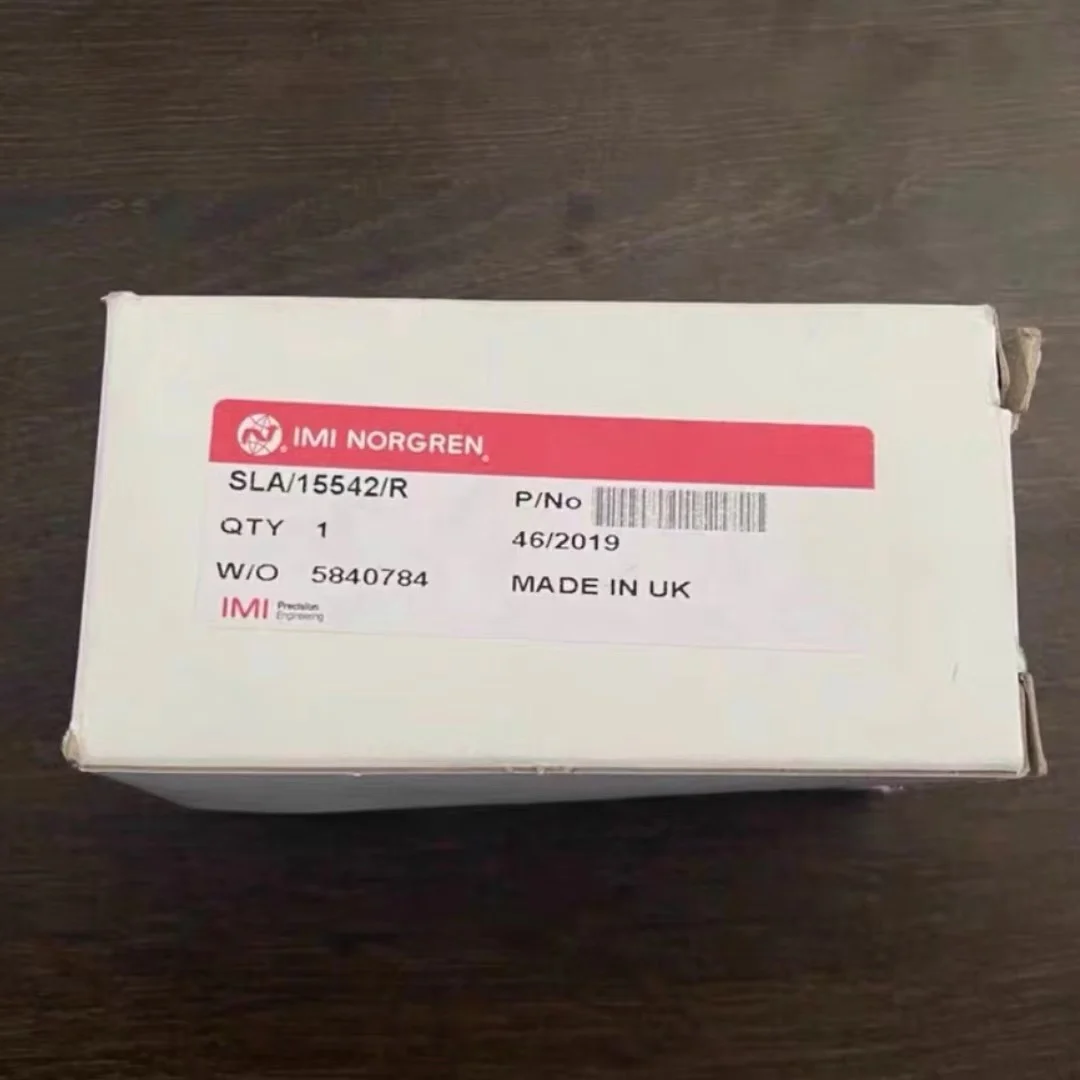 IMI NORGREN
SLA/15542/R
P/No
QTY 1
46/2019
W/O 5840784
MADE IN UK
IMI Precision
Engineering